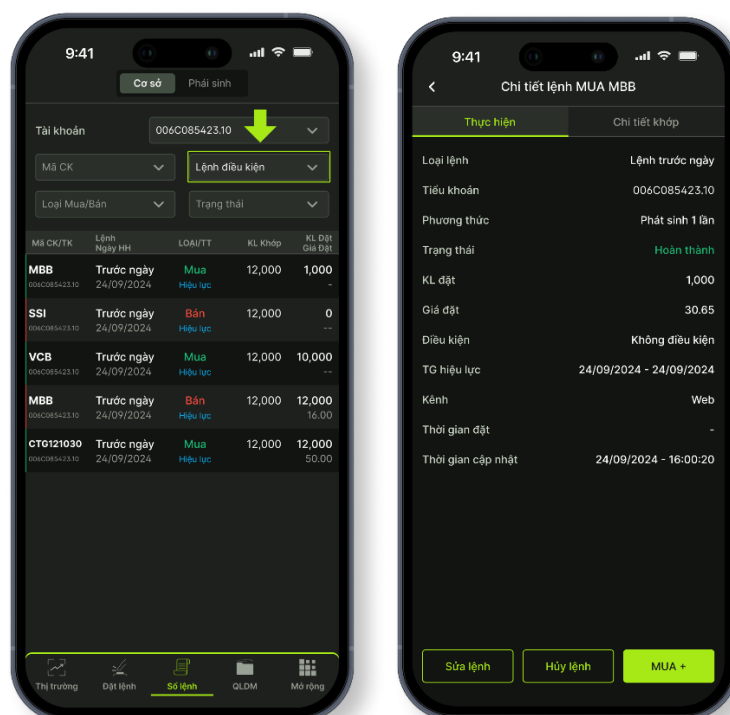 9:41
Cơ sở Phái sinh
Tài khoản 006C085423.10
Mã CK Lệnh điều kiện
Loại Mua/Bán Trạng thái
Mã CK/TK Lệnh Ngày HH LOẠI/TT KL Khớp KL Đặt Giá Đặt
MBB Trước ngày Mua 12,000 1,000
006C085423.10 24/09/2024 Hiệu lực -
SSI Trước ngày Bán 12,000 0
006C085423.10 24/09/2024 Hiệu lực --
VCB Trước ngày Mua 12,000 10,000
006C085423.10 24/09/2024 Hiệu lực --
MBB Trước ngày Bán 12,000 12,000
006C085423.10 24/09/2024 Hiệu lực 16.00
CTG121030 Trước ngày Mua 12,000 12,000
006C085423.10 24/09/2024 Hiệu lực 50.00
Thị trường Đặt lệnh Sổ lệnh QLDM Mở rộng
9:41
Chi tiết lệnh MUA MBB
Thực hiện Chi tiết khớp
Loại lệnh Lệnh trước ngày
Tiểu khoản 006C085423.10
Phương thức Phát sinh 1 lần
Trạng thái Hoàn thành
KL đặt 1,000
Giá đặt 30.65
Điều kiện Không điều kiện
TG hiệu lực 24/09/2024 - 24/09/2024
Kênh Web
Thời gian đặt -
Thời gian cập nhật 24/09/2024 - 16:00:20
Sửa lệnh Hủy lệnh MUA +